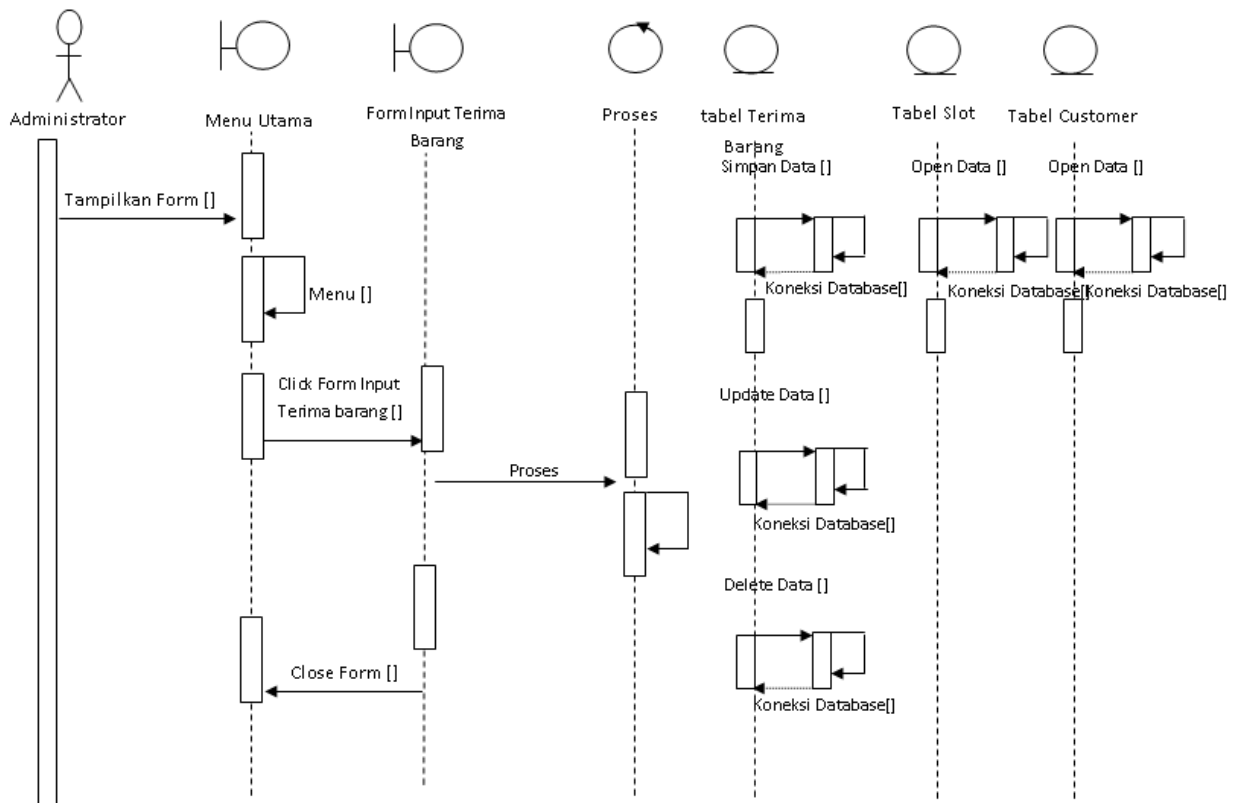 Administrator
Menu Utama
Form Input Terima
Barang
Proses
tabel Terima
Barang
Tabel Slot
Tabel Customer
Simpan Data []
Open Data []
Open Data []
Tampilkan Form []
Koneksi Database[]
Koneksi Database[]
Koneksi Database[]
Menu []
Click Form Input
Terima barang []
Update Data []
Proses
Koneksi Database[]
Delete Data []
Close Form []
Koneksi Database[]